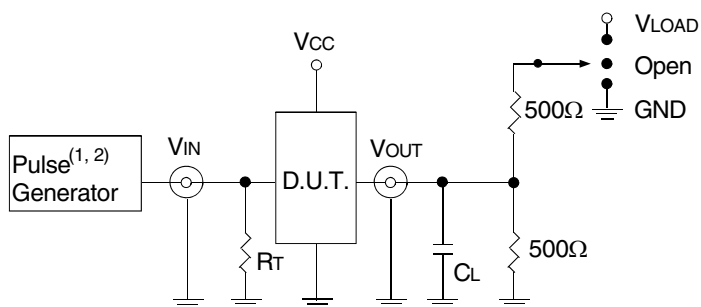 VLOAD
Open
GND
VCC
500Ω
Pulse(1, 2)
Generator
VIN
D.U.T.
VOUT
RT
CL
500Ω